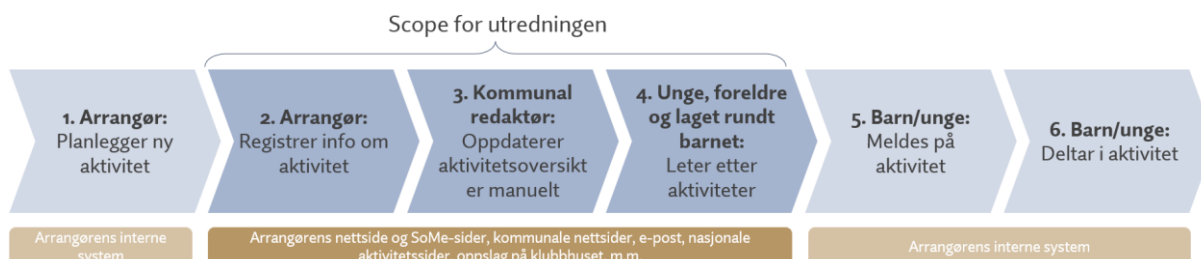 Scope for utredningen
1. Arrangør:
Planlegger ny
aktivitet
2. Arrangør:
Registrer info om
aktivitet
3. Kommunal
redaktør:
Oppdaterer
aktivitetsoversikt
er manuelt
4. Unge, foreldre
og laget rundt
barnet:
Leter etter
aktiviteter
5. Barn/unge:
Meldes på
aktivitet
6. Barn/unge:
Deltar i aktivitet
Arrangørens interne
system
Arrangørens nettside og SoMe-sider, kommunale nettsider, e-post, nasjonale
aktivitetssider, oppslag på klubbhuset, m.m.
Arrangørens interne system